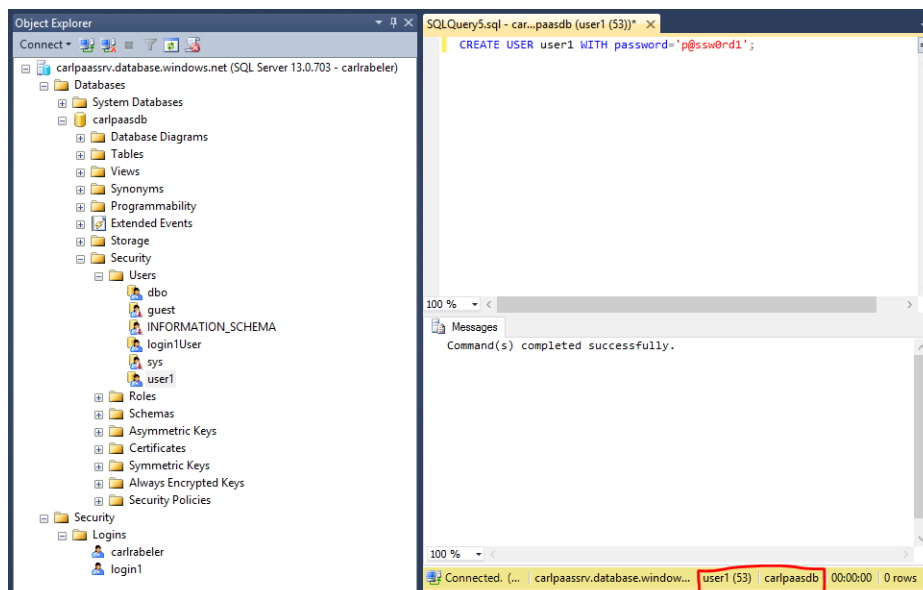 Object Explorer
Connect
carlpaassrv.database.windows.net (SQL Server 13.0.703 - carlrabeler)
Databases
System Databases
carlpaasdb
Database Diagrams
Tables
Views
Synonyms
Programmability
Extended Events
Storage
Security
Users
dbo
guest
INFORMATION_SCHEMA
login1User
sys
user1
Roles
Schemas
Asymmetric Keys
Certificates
Symmetric Keys
Always Encrypted Keys
Security Policies
Security
Logins
carlrabeler
login1
SQLQuery5.sql - car...paasdb (user1 (53))*
CREATE USER user1 WITH password='p@ssw0rd1';
100 %
Messages
Command(s) completed successfully.
100 %
Connected. (... carlpaassrv.database.window... user1 (53) carlpaasdb 00:00:00 0 rows